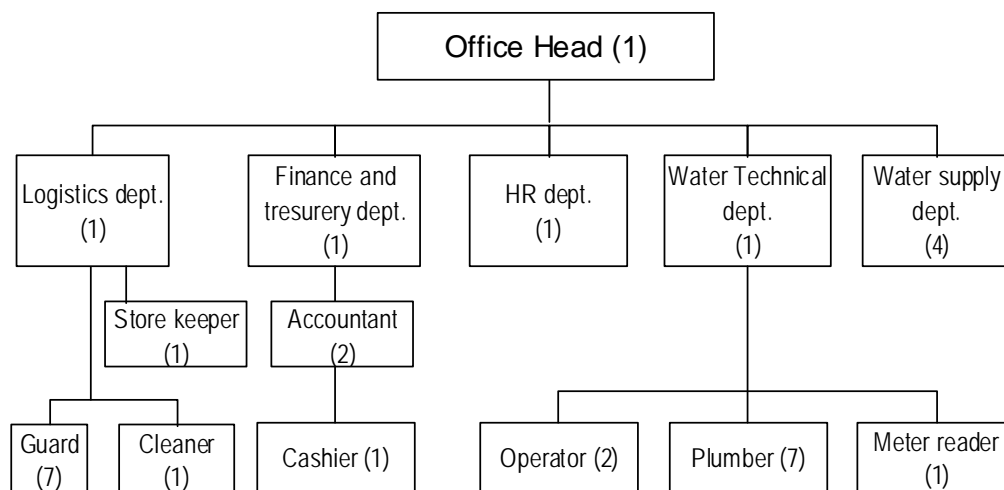 Office Head (1)
Logistics dept.
(1)
Finance and
tresurery dept.
(1)
HR dept.
(1)
Water Technical
dept.
(1)
Water supply
dept.
(4)
Store keeper
(1)
Accountant
(2)
Guard
(7)
Cleaner
(1)
Cashier (1)
Operator (2)
Plumber (7)
Meter reader
(1)